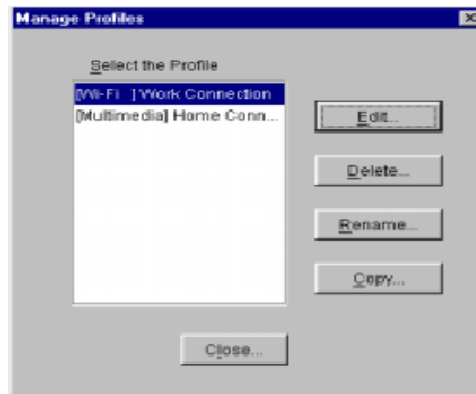 Manage Profiles
Select the Profile
[Wi-Fi ] Work Connection
[Multimedia] Home Conn...
Edit...
Delete...
Rename...
Copy...
Close...